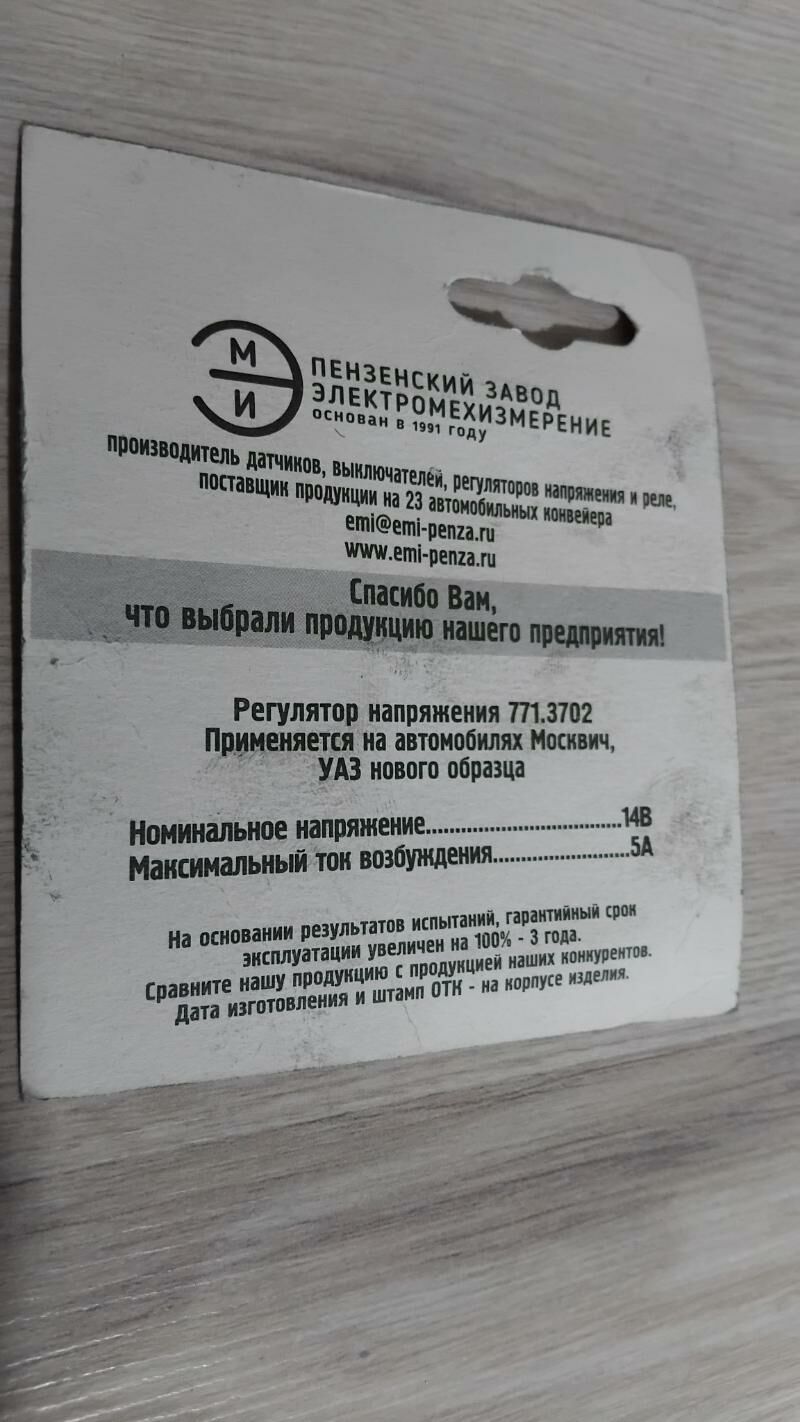 М
И
ПЕНЗЕНСКИЙ ЗАВОД
ЭЛЕКТРОМЕХИЗМЕРЕНИЕ
основан в 1991 году
производитель датчиков, выключателей, регуляторов напряжения и реле,
поставщик продукции на 23 автомобильных конвейера
emi@emi-penza.ru
www.emi-penza.ru
Спасибо Вам,
что выбрали продукцию нашего предприятия!
Регулятор напряжения 771.3702
Применяется на автомобилях Москвич,
УАЗ нового образца
Номинальное напряжение................................14В
Максимальный ток возбуждения.......................5А
На основании результатов испытаний, гарантийный срок
эксплуатации увеличен на 100% - 3 года.
Сравните нашу продукцию с продукцией наших конкурентов.
Дата изготовления и штамп ОТК - на корпусе изделия.